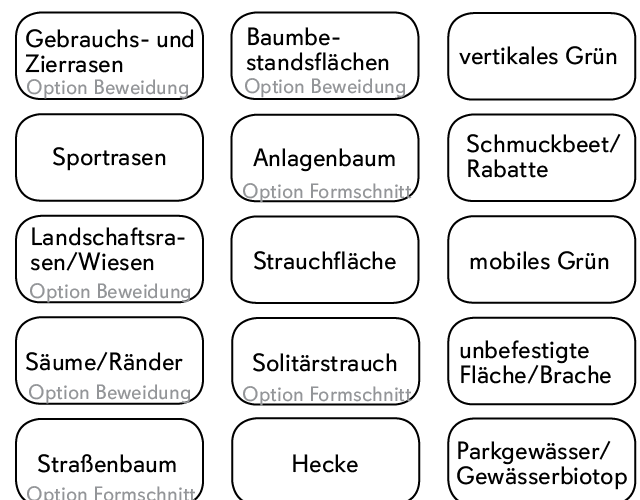 Gebrauchs- und
Zierrasen
Option Beweidung
Baumbe-
standsflächen
Option Beweidung
vertikales Grün
Sportrasen
Anlagenbaum
Option Formschnitt
Schmuckbeet/
Rabatte
Landschaftsra-
sen/Wiesen
Option Beweidung
Strauchfläche
mobiles Grün
Säume/Ränder
Option Beweidung
Solitärstrauch
Option Formschnitt
unbefestigte
Fläche/Brache
Straßenbaum
Option Formschnitt
Hecke
Parkgewässer/
Gewässerbiotop